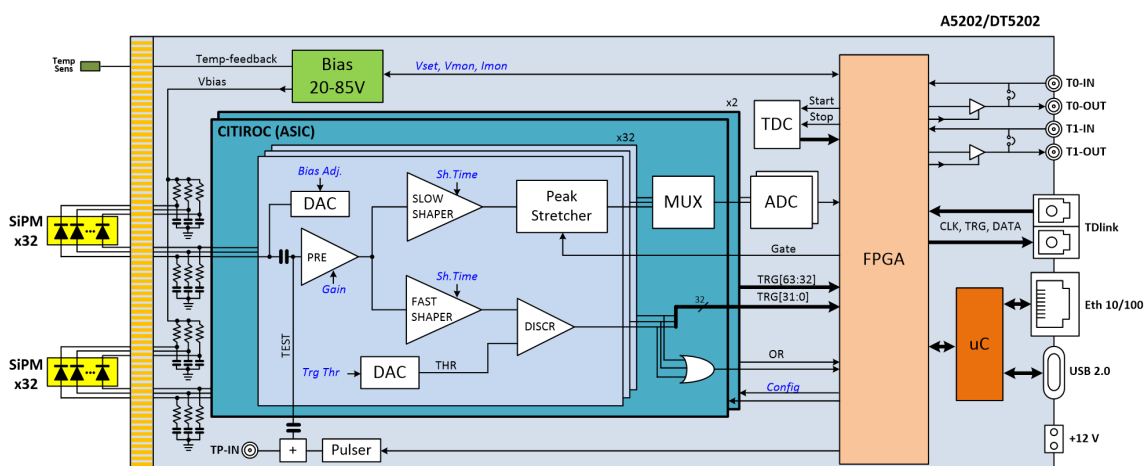 A5202/DT5202
Temp
Sens
Temp-feedback
Vbias
Bias
20-85V
Vset, Vmon, Imon
x2
CITIROC (ASIC)
x32
Bias Adj.
DAC
SLOW
SHAPER
Sh.Time
Peak
Stretcher
MUX
ADC
TDC
Start
Stop
FPGA
T0-IN
T0-OUT
T1-IN
T1-OUT
SiPM
x32
PRE
Gain
Gate
CLK, TRG, DATA
TDlink
FAST
SHAPER
Sh.Time
DISCR
32
TRG[63:32]
TRG[31:0]
Eth 10/100
uC
SiPM
x32
TEST
Trg Thr
DAC
THR
OR
Config
USB 2.0
TP-IN
+
Pulser
+12 V